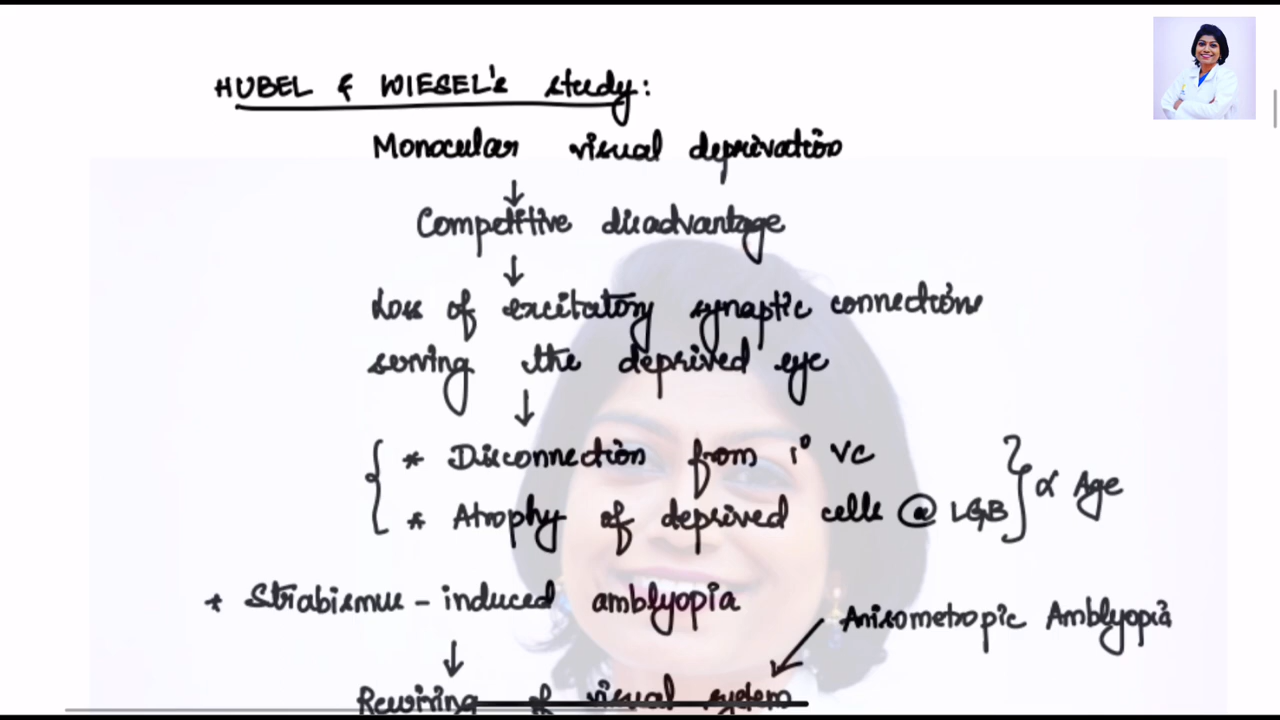 HUBEL & WIESEL's study:
Monocular visual deprivation
↓
Competitive disadvantage
↓
Loss of excitatory synaptic connections
serving the deprived eye
↓
{ * Disconnection from 1° VC
* Atrophy of deprived cells @ LGB } ∝ Age
* Strabismus - induced amblyopia
Anisometropic Amblyopia
↓
Rewiring of visual system